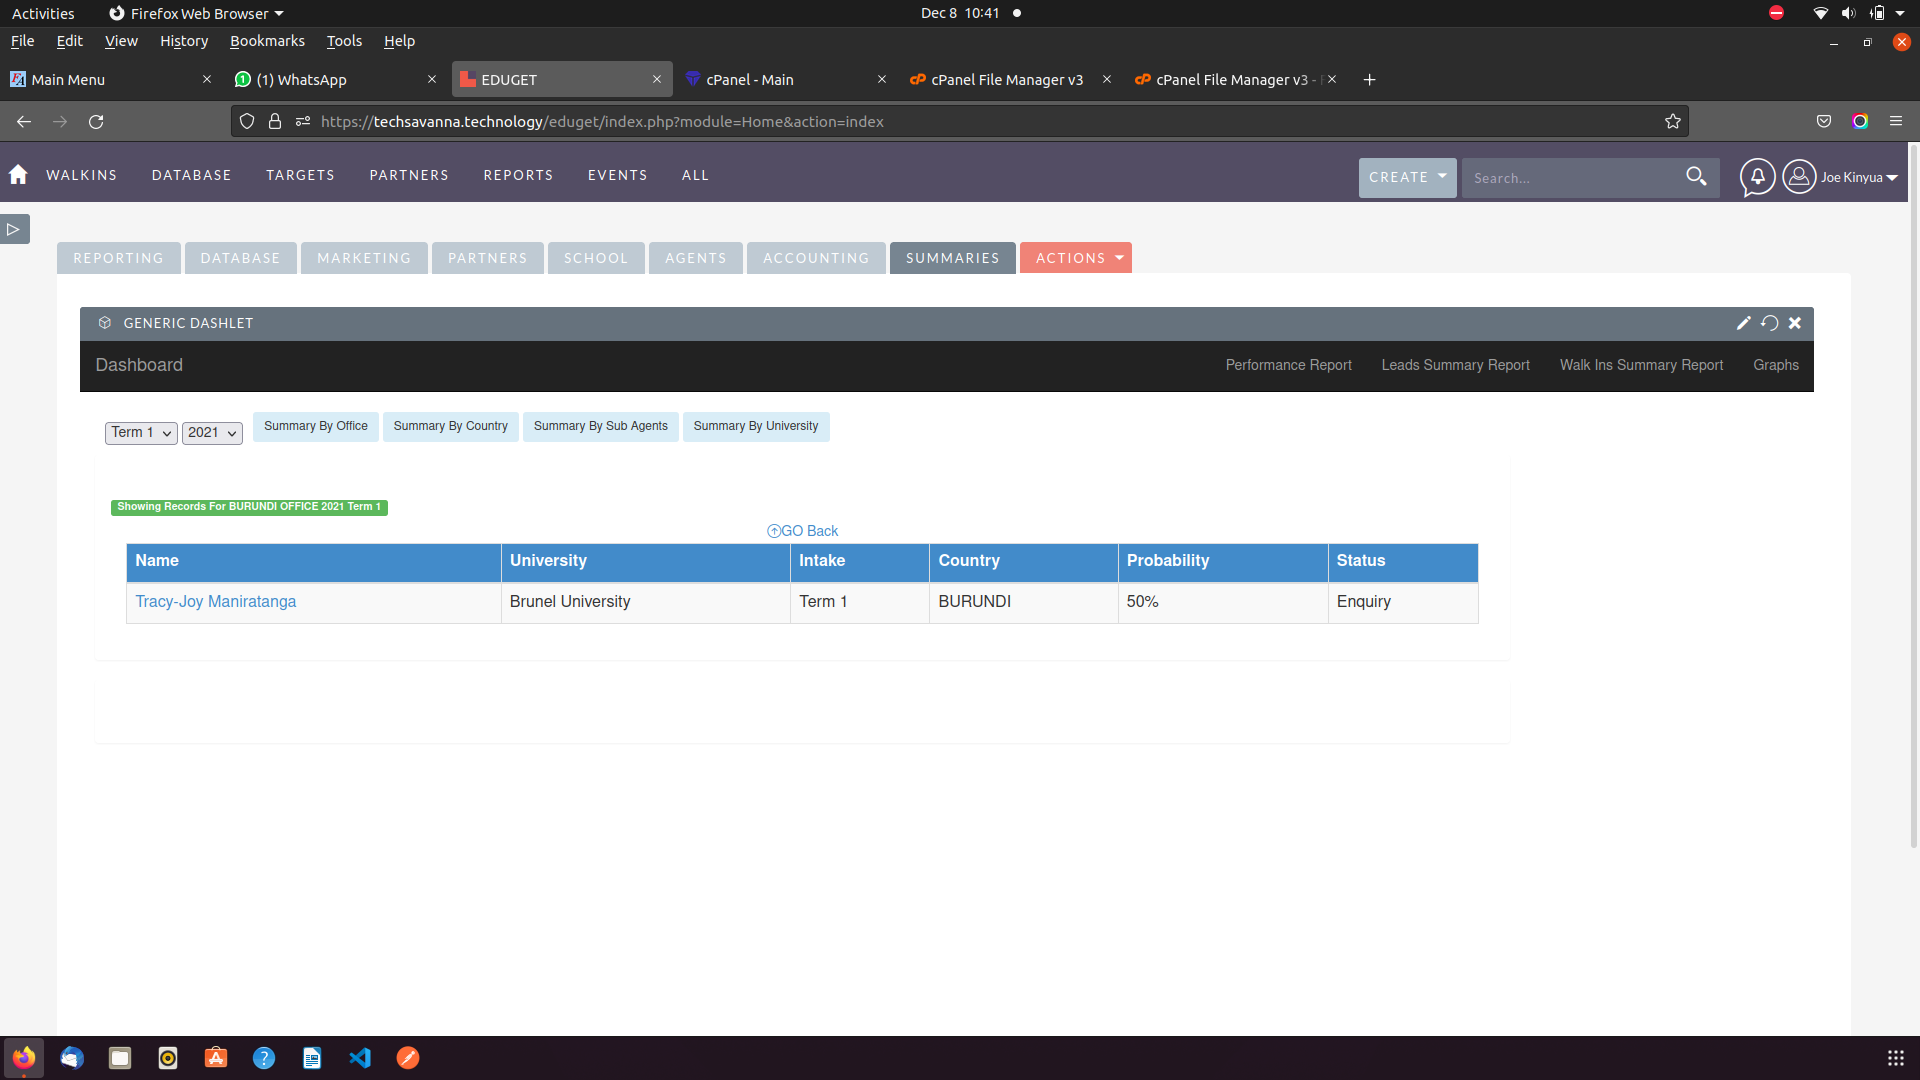 Activities Firefox Web Browser Dec 8 10:41
File Edit View History Bookmarks Tools Help
Main Menu (1) WhatsApp EDUGET cPanel - Main cPanel File Manager v3 cPanel File Manager v3 -
https://techsavanna.technology/eduget/index.php?module=Home&action=index
WALKINS DATABASE TARGETS PARTNERS REPORTS EVENTS ALL CREATE Search... Joe Kinyua
REPORTING DATABASE MARKETING PARTNERS SCHOOL AGENTS ACCOUNTING SUMMARIES ACTIONS
GENERIC DASHLET
Dashboard Performance Report Leads Summary Report Walk Ins Summary Report Graphs
Term 1 2021 Summary By Office Summary By Country Summary By Sub Agents Summary By University
Showing Records For BURUNDI OFFICE 2021 Term 1
GO Back
Name University Intake Country Probability Status
Tracy-Joy Maniratanga Brunel University Term 1 BURUNDI 50% Enquiry